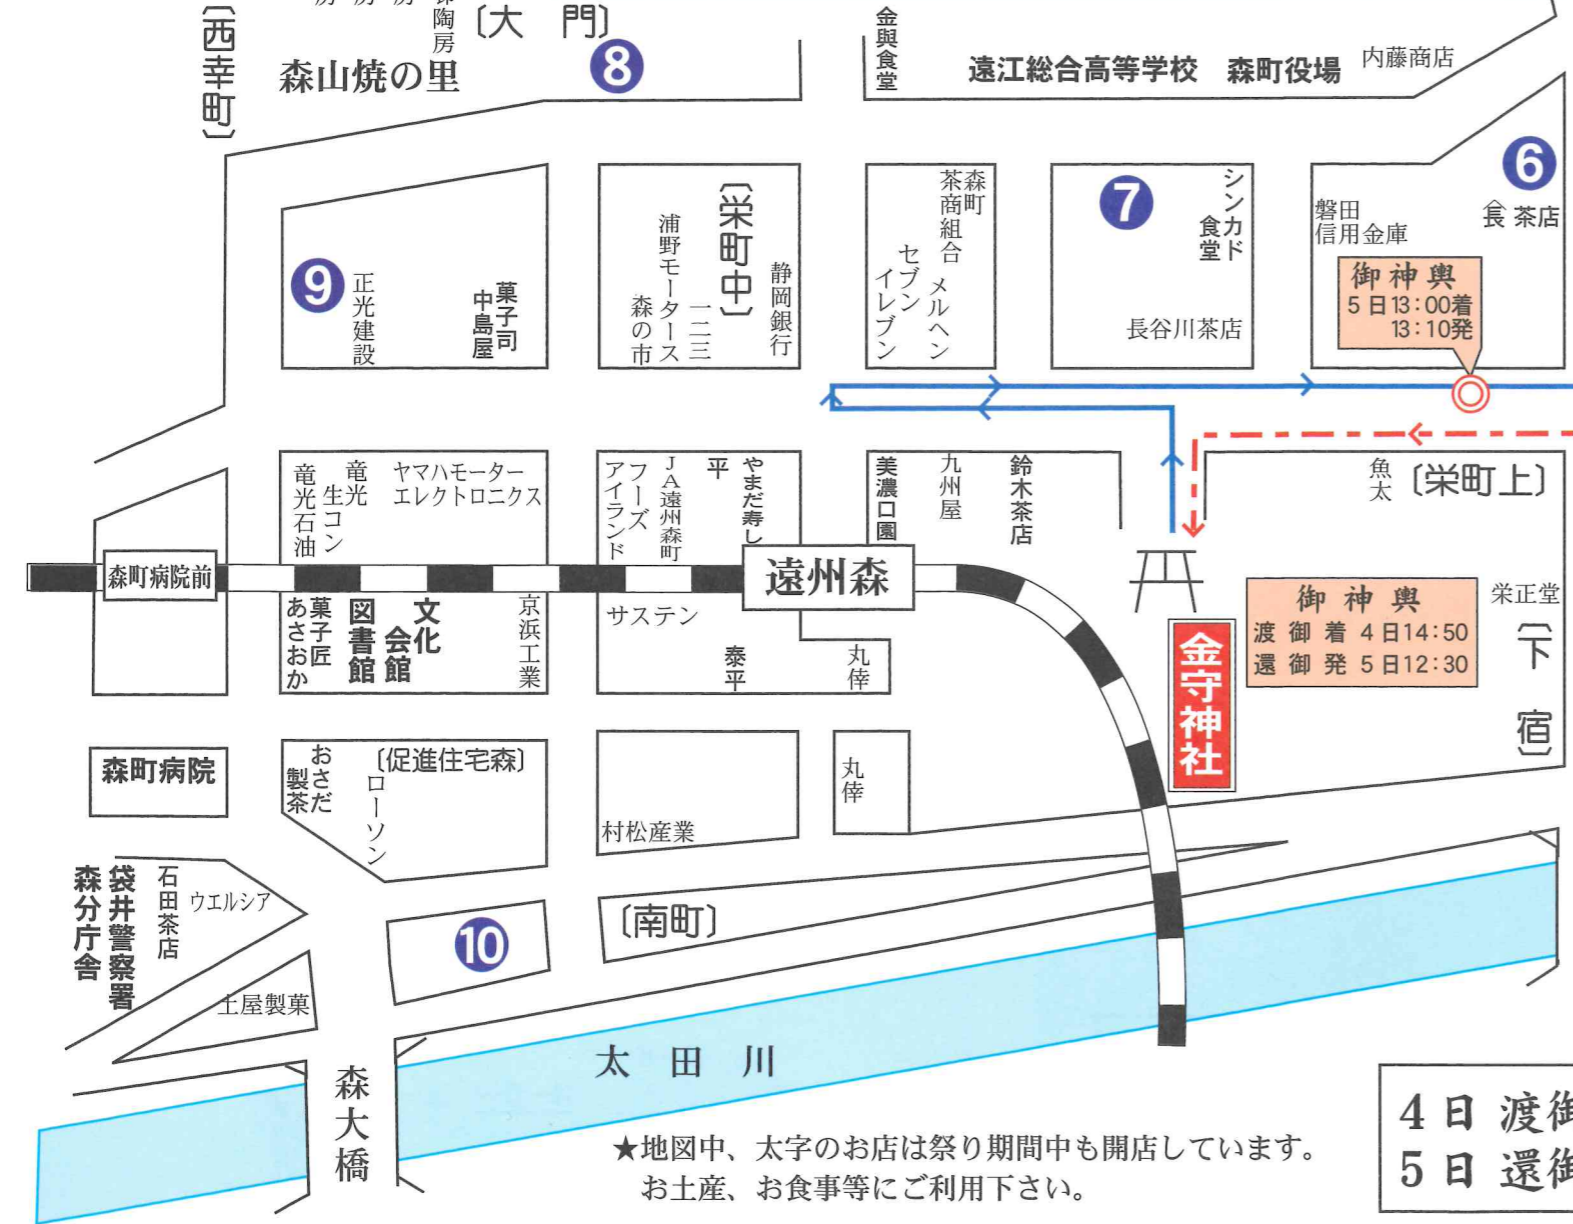 〔西幸町〕
陶房
〔大 門〕
森山焼の里
8
金與食堂
遠江総合高等学校 森町役場
内藤商店
6
長 茶店
磐田
信用金庫
御神輿
5日13:00着
13:10発
7
シンカド
食堂
長谷川茶店
森町
茶商組合
メルヘン
セブン
イレブン
〔栄町中〕
静岡銀行
一二三
浦野モータース
森の市
菓子司
中島屋
正光建設
9
竜光
生コン
竜光石油
ヤマハモーター
エレクトロニクス
フーズ
アイランド
JA遠州森町
平
やまだ寿し
美濃口園
九州屋
鈴木茶店
魚太
〔栄町上〕
森町病院前
遠州森
菓子匠
あさおか
図書館
文化
会館
京浜工業
サステン
泰平
丸倖
金守神社
御神輿
渡御着 4日14:50
還御発 5日12:30
栄正堂
〔下 宿〕
森町病院
おさだ
製茶
〔促進住宅森〕
ローソン
村松産業
丸倖
袋井警察署
森分庁舎
石田茶店
ウエルシア
10
〔南町〕
土屋製菓
森大橋
太田川
★地図中、太字のお店は祭り期間中も開店しています。
お土産、お食事等にご利用下さい。
4日 渡御
5日 還御